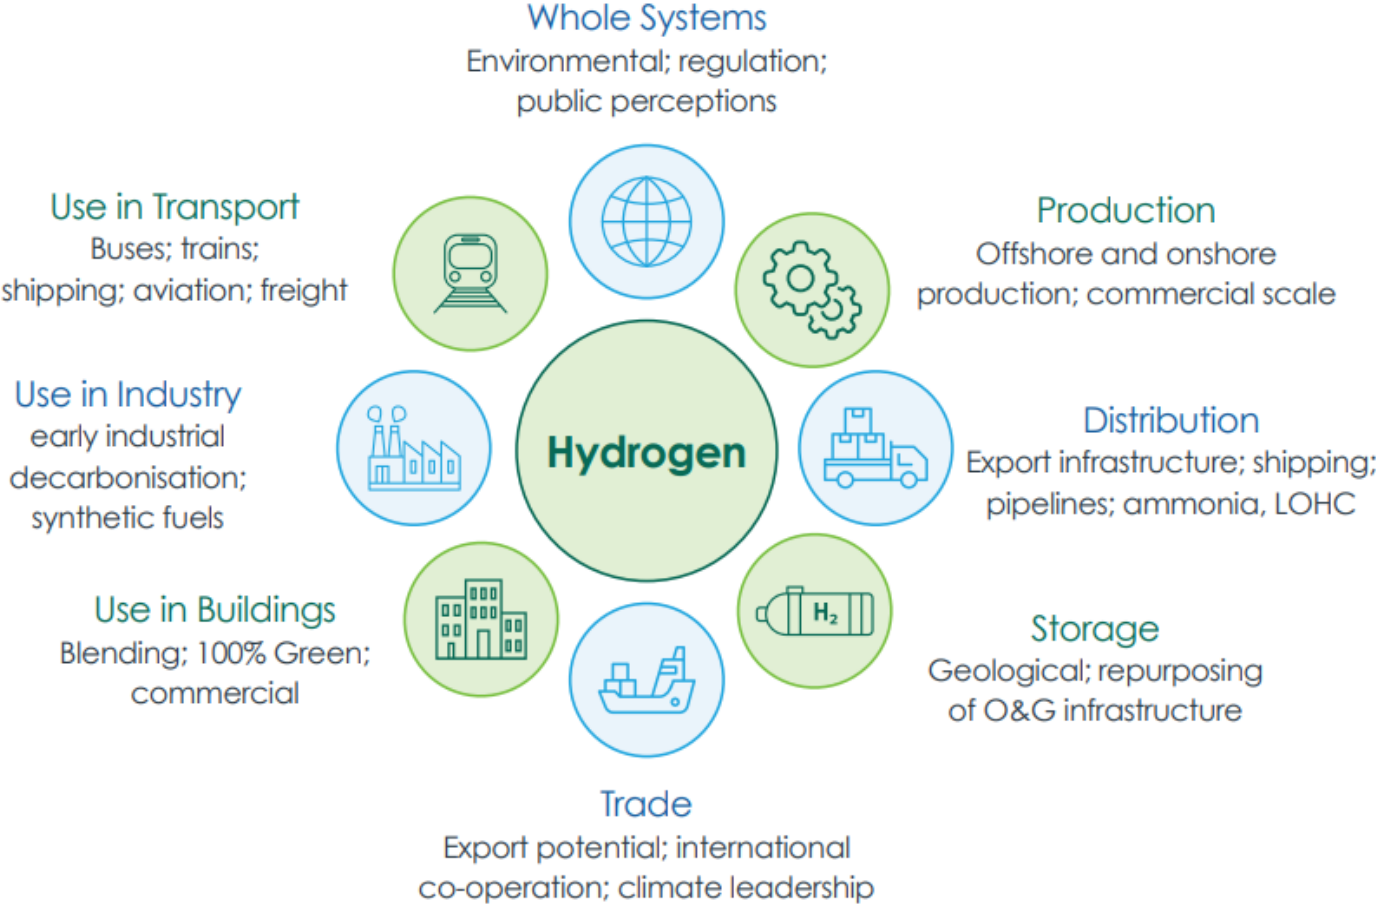 Whole Systems
Environmental; regulation;
public perceptions
Use in Transport
Buses; trains;
shipping; aviation; freight
Production
Offshore and onshore
production; commercial scale
Use in Industry
early industrial
decarbonisation;
synthetic fuels
Hydrogen
Distribution
Export infrastructure; shipping;
pipelines; ammonia, LOHC
Use in Buildings
Blending; 100% Green;
commercial
H₂
Storage
Geological; repurposing
of O&G infrastructure
Trade
Export potential; international
co-operation; climate leadership